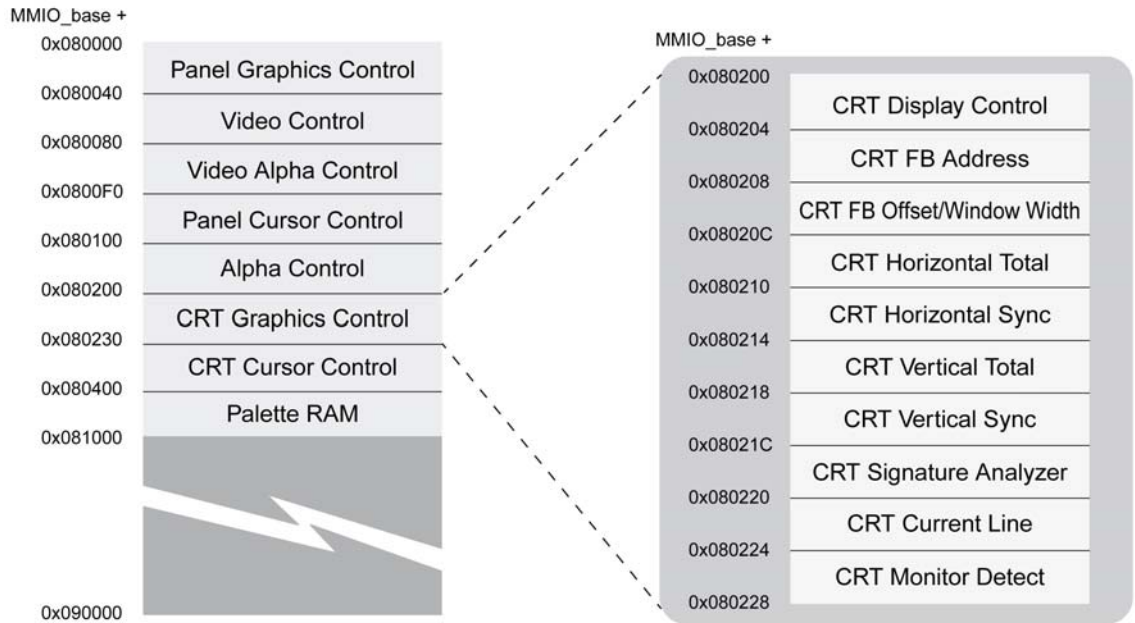 MMIO_base +
0x080000
Panel Graphics Control
0x080040
Video Control
0x080080
Video Alpha Control
0x0800F0
Panel Cursor Control
0x080100
Alpha Control
0x080200
CRT Graphics Control
0x080230
CRT Cursor Control
0x080400
Palette RAM
0x081000
0x090000
MMIO_base +
0x080200
CRT Display Control
0x080204
CRT FB Address
0x080208
CRT FB Offset/Window Width
0x08020C
CRT Horizontal Total
0x080210
CRT Horizontal Sync
0x080214
CRT Vertical Total
0x080218
CRT Vertical Sync
0x08021C
CRT Signature Analyzer
0x080220
CRT Current Line
0x080224
CRT Monitor Detect
0x080228